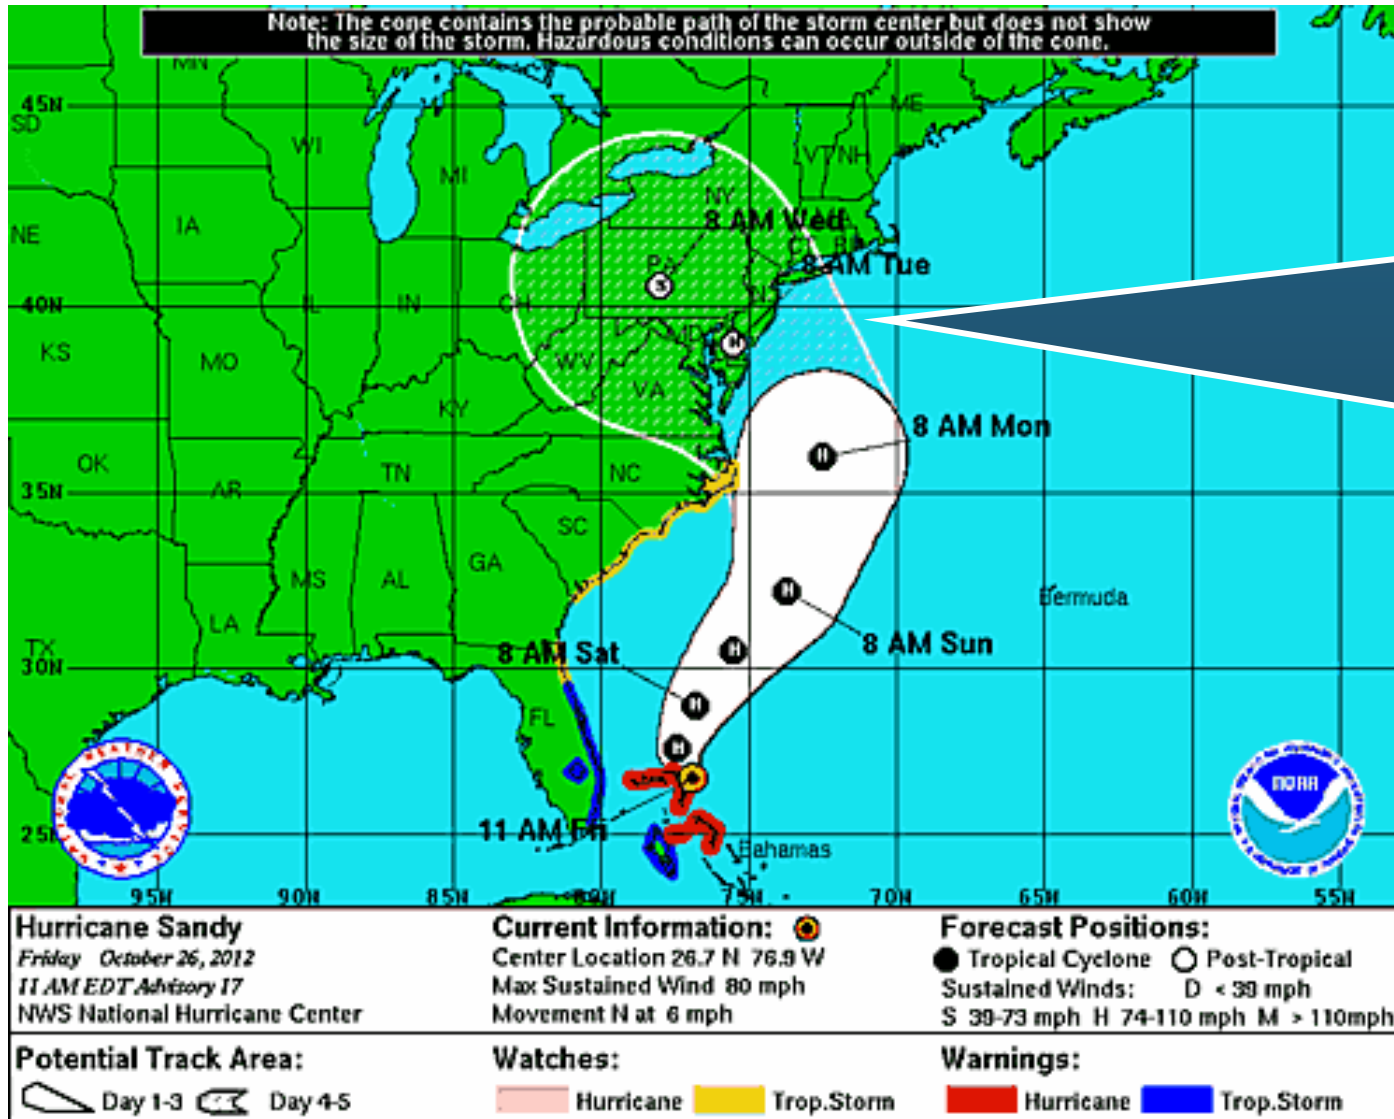 Note: The cone contains the probable path of the storm center but does not show
the size of the storm. Hazardous conditions can occur outside of the cone.
MN
45N
ME
SD
WI
VT
NH
MI
NY
8 AM Wed
IA
NE
PA
8 AM Tue
40N
IL
IN
OH
NJ
H
S
KS
MO
WV
MD
VA
KY
8 AM Mon
H
OK
TN
NC
35N
AR
SC
GA
MS
AL
H
Bermuda
LA
TX
8 AM Sat
H
8 AM Sun
30N
FL
H
H
NOAA
11 AM Fri
25N
Bahamas
95W
90W
85W
80W
75W
70W
65W
60W
55W
Hurricane Sandy
Friday October 26, 2012
11 AM EDT Advisory 17
NWS National Hurricane Center
Current Information:
Center Location 26.7 N 76.9 W
Max Sustained Wind 80 mph
Movement N at 6 mph
Forecast Positions:
Tropical Cyclone Post-Tropical
Sustained Winds: D < 39 mph
S 39-73 mph H 74-110 mph M > 110mph
Potential Track Area:
Day 1-3 Day 4-5
Watches:
Hurricane Trop.Storm
Warnings:
Hurricane Trop.Storm